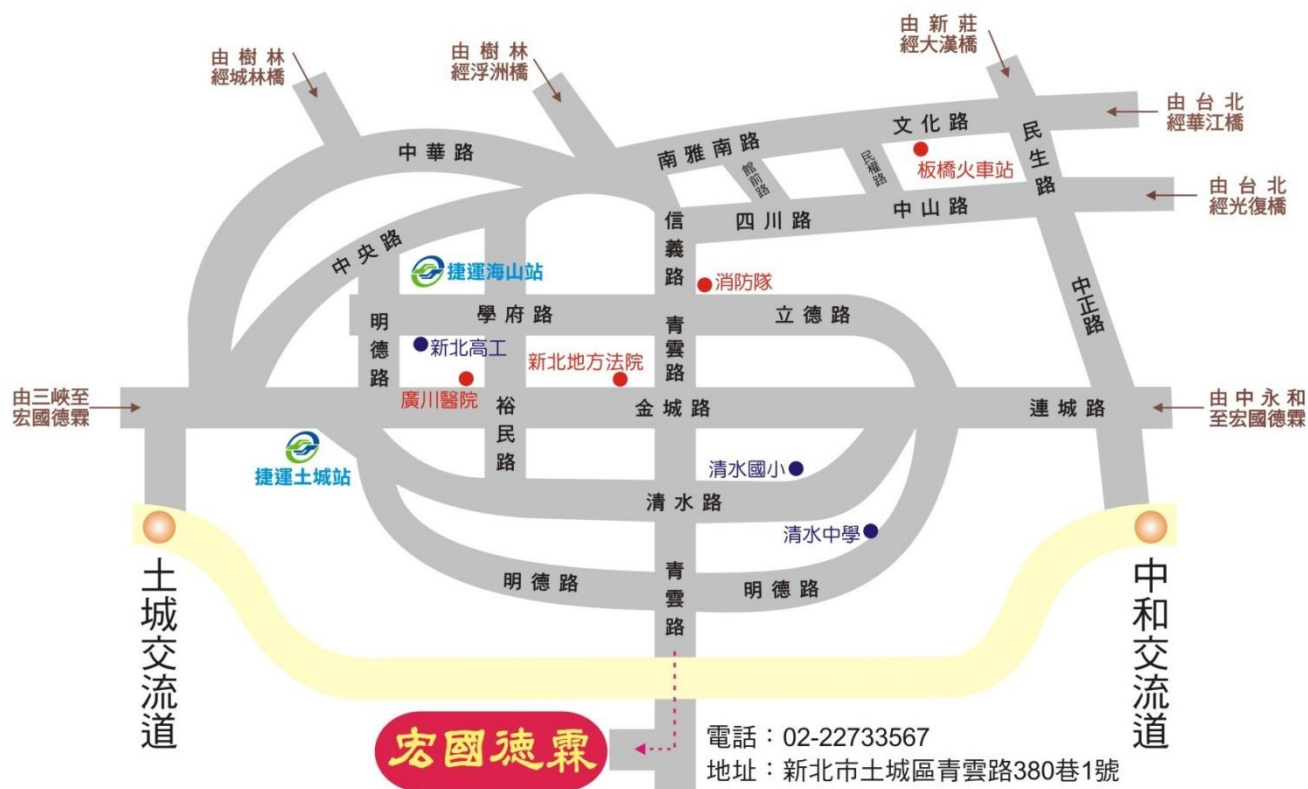 由樹林
經城林橋
由樹林
經浮洲橋
由新莊
經大漢橋
由台北
經華江橋
由台北
經光復橋
中華路
南雅南路
文化路
民生路
館前路
民權路
板橋火車站
信義路
四川路
中山路
中央路
捷運海山站
消防隊
中正路
明德路
學府路
青雲路
立德路
新北高工
新北地方法院
廣川醫院
由三峽至
宏國德霖
裕民路
金城路
連城路
由中永和
至宏國德霖
捷運土城站
清水國小
清水路
清水中學
明德路
青雲路
明德路
土城交流道
中和交流道
宏國德霖
電話：02-22733567
地址：新北市土城區青雲路380巷1號